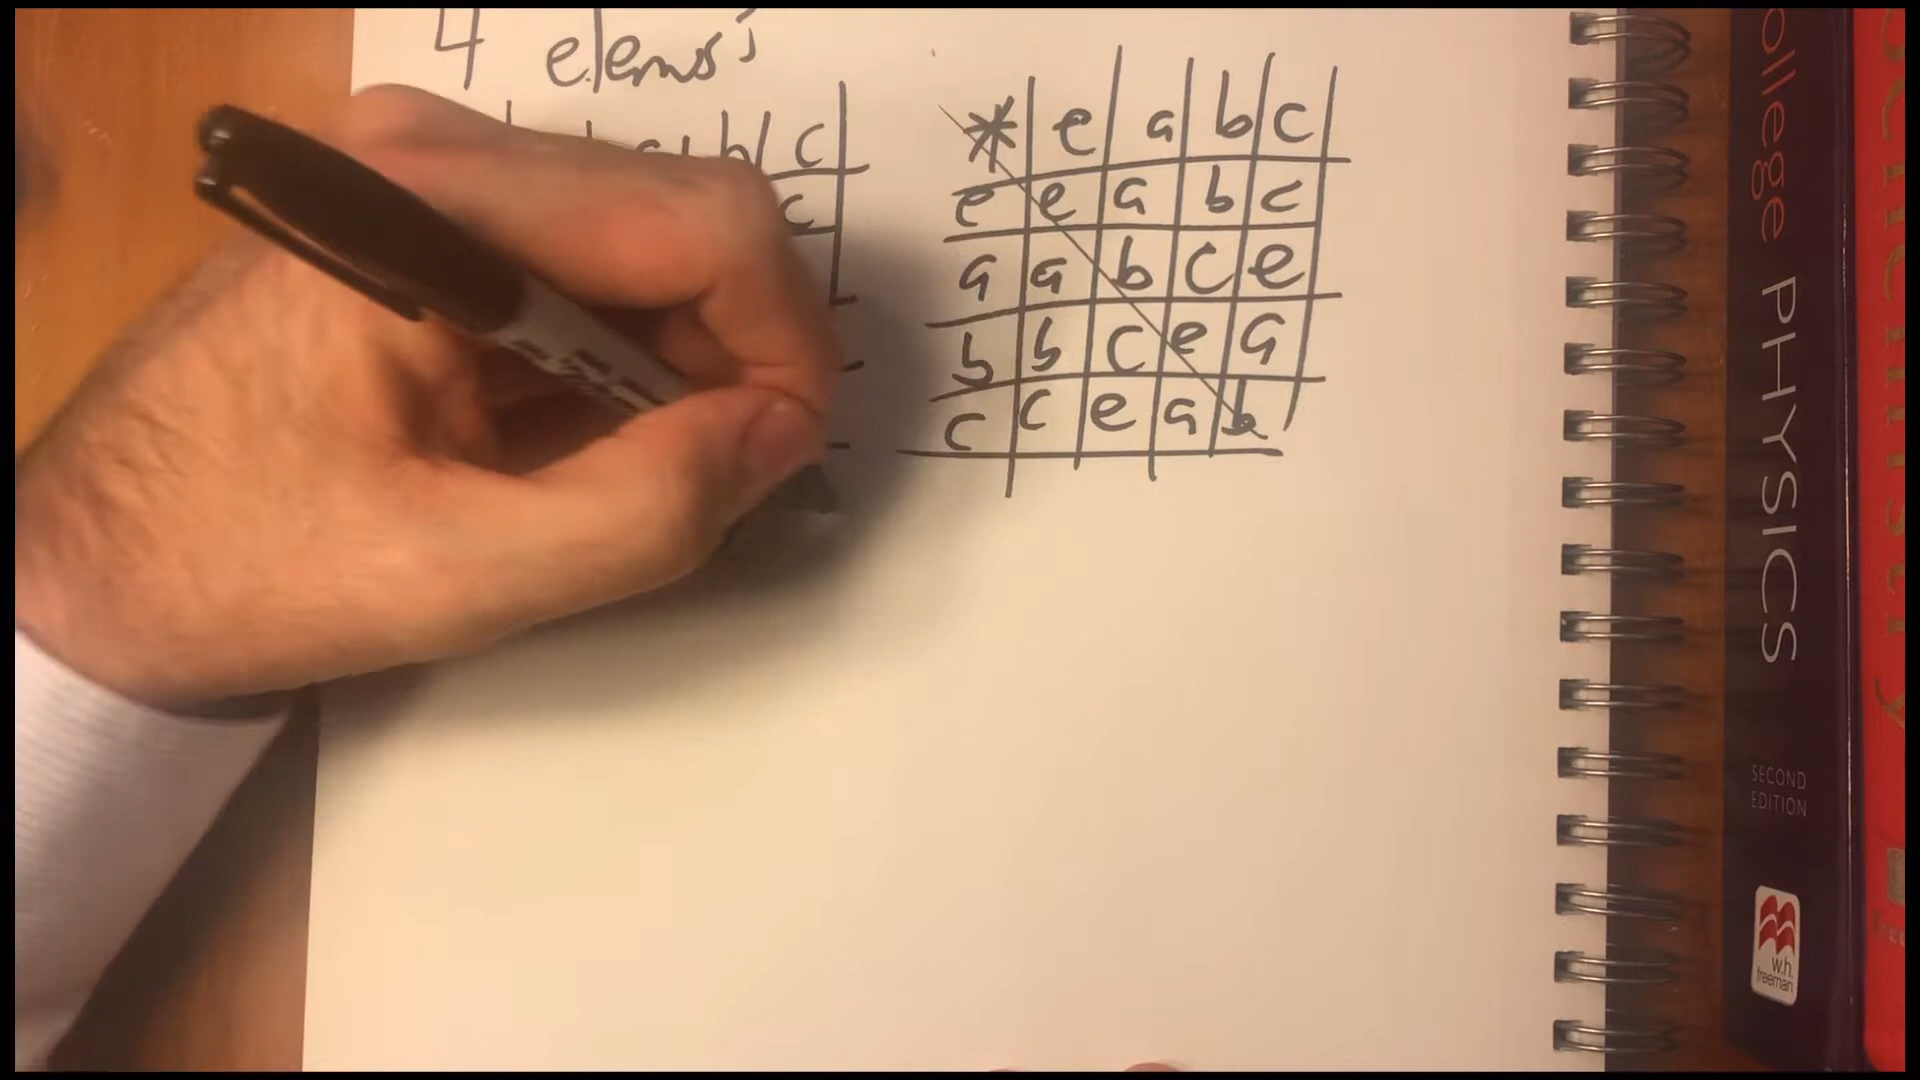 4 elems
a b c
c
* e a b c
e e a b c
a a b c e
b b c e a
c c e a b
College PHYSICS
SECOND
EDITION
w.h.
freeman